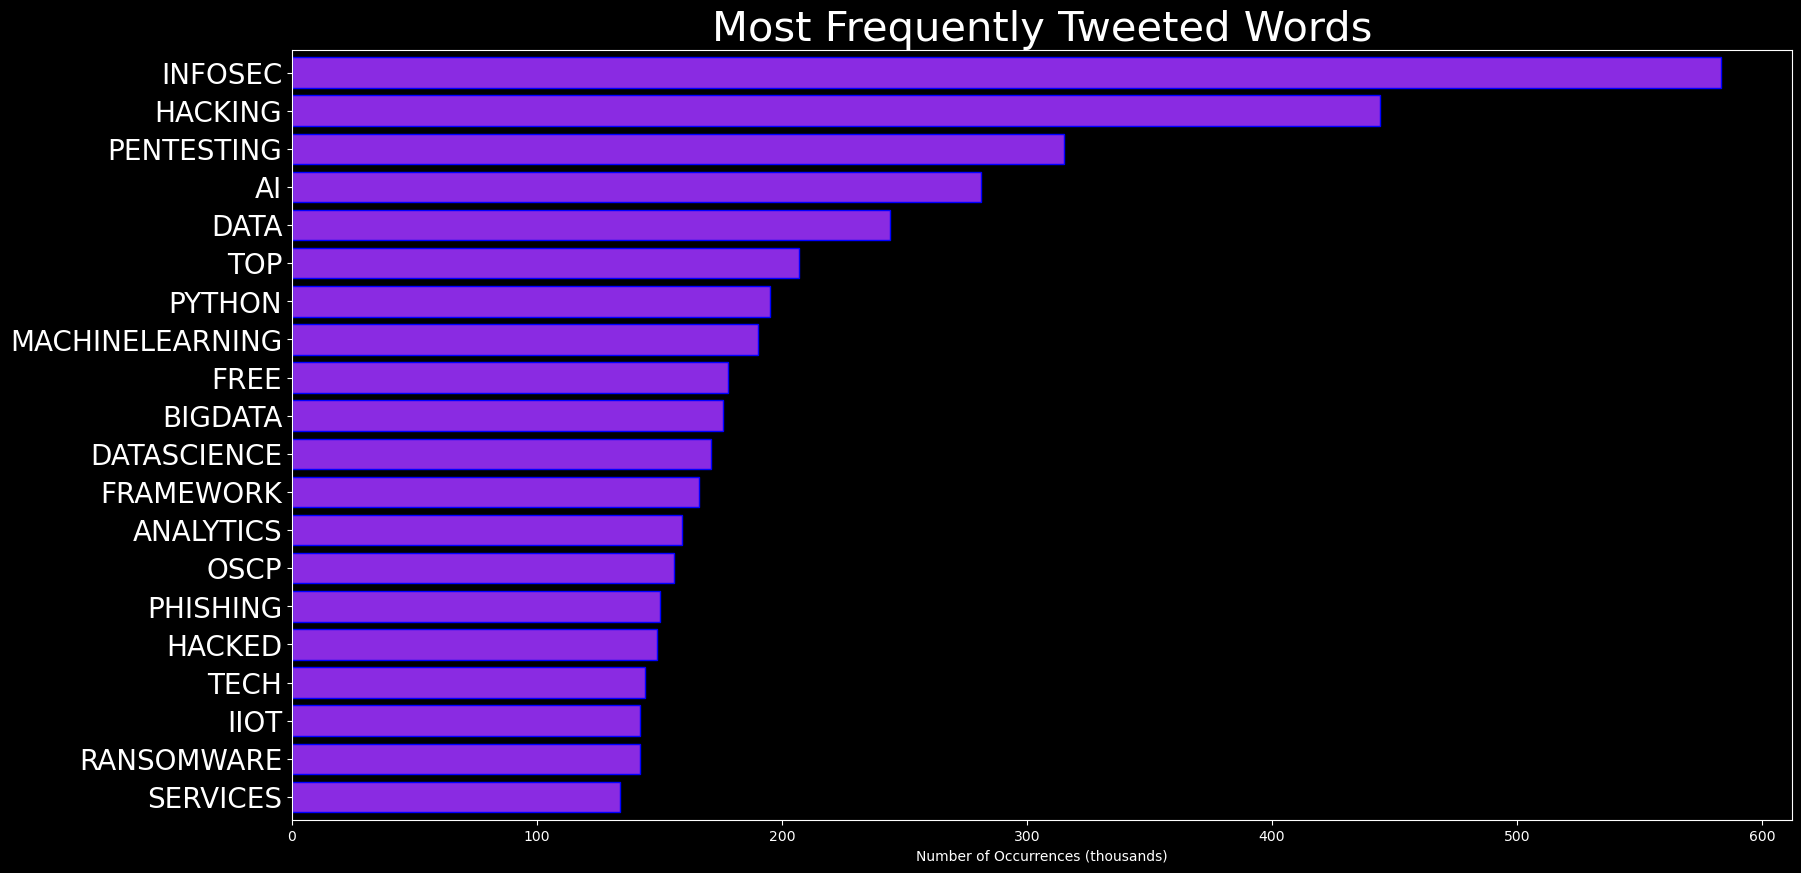 Most Frequently Tweeted Words
INFOSEC
HACKING
PENTESTING
AI
DATA
TOP
PYTHON
MACHINELEARNING
FREE
BIGDATA
DATASCIENCE
FRAMEWORK
ANALYTICS
OSCP
PHISHING
HACKED
TECH
IIOT
RANSOMWARE
SERVICES
0 100 200 300 400 500 600
Number of Occurrences (thousands)